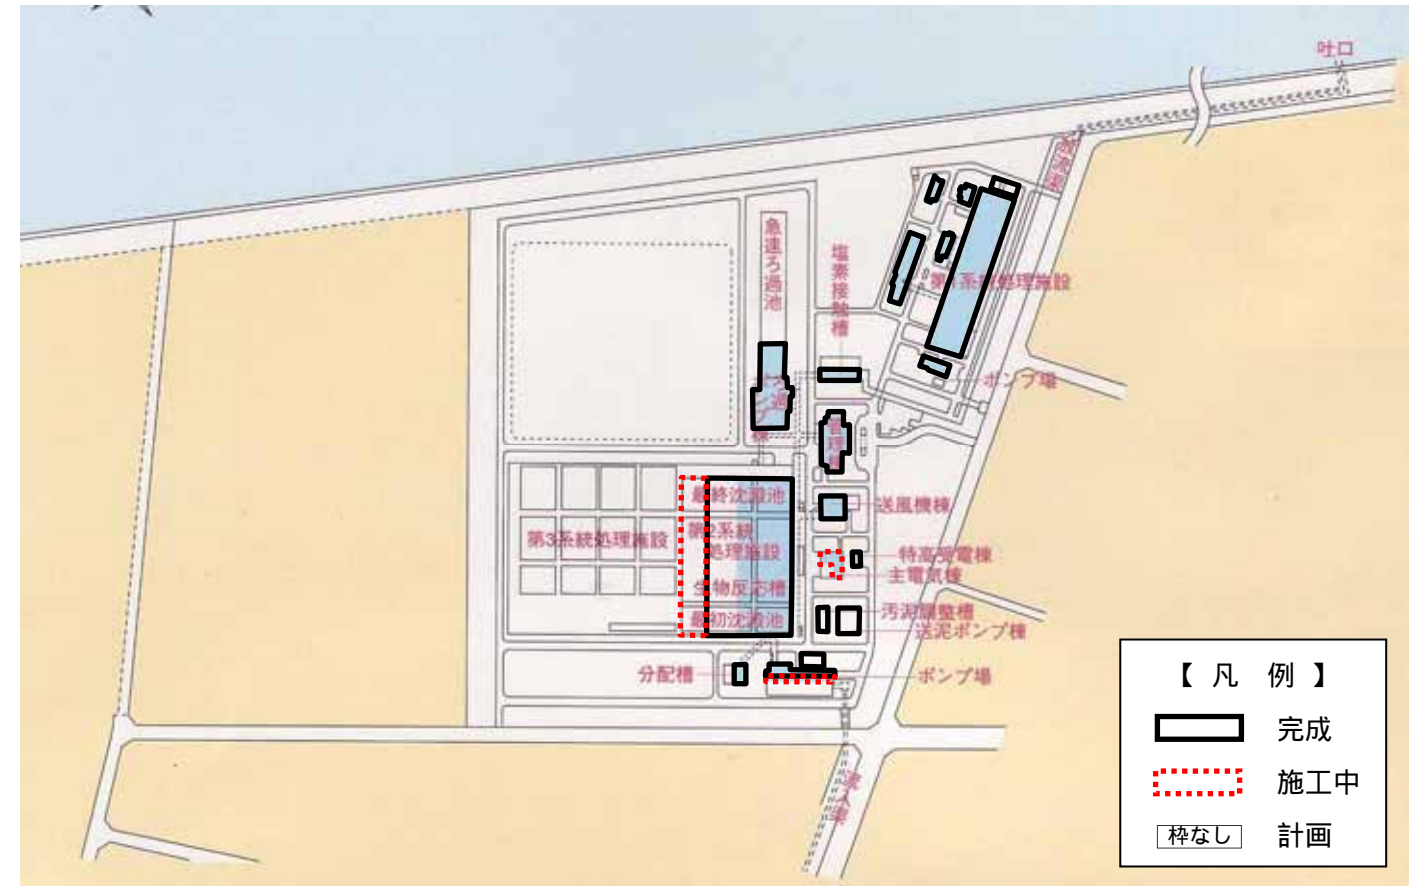 吐口
放流渠
急速ろ過池
塩素接触槽
第1系統処理施設
ポンプ場
管理棟
最終沈澱池
送風機棟
第3系統処理施設
第2系統
処理施設
特高受電棟
主電気棟
生物反応槽
最初沈澱池
汚泥調整槽
送泥ポンプ棟
分配槽
ポンプ場
流入渠
【 凡 例 】
完成
施工中
枠なし 計画